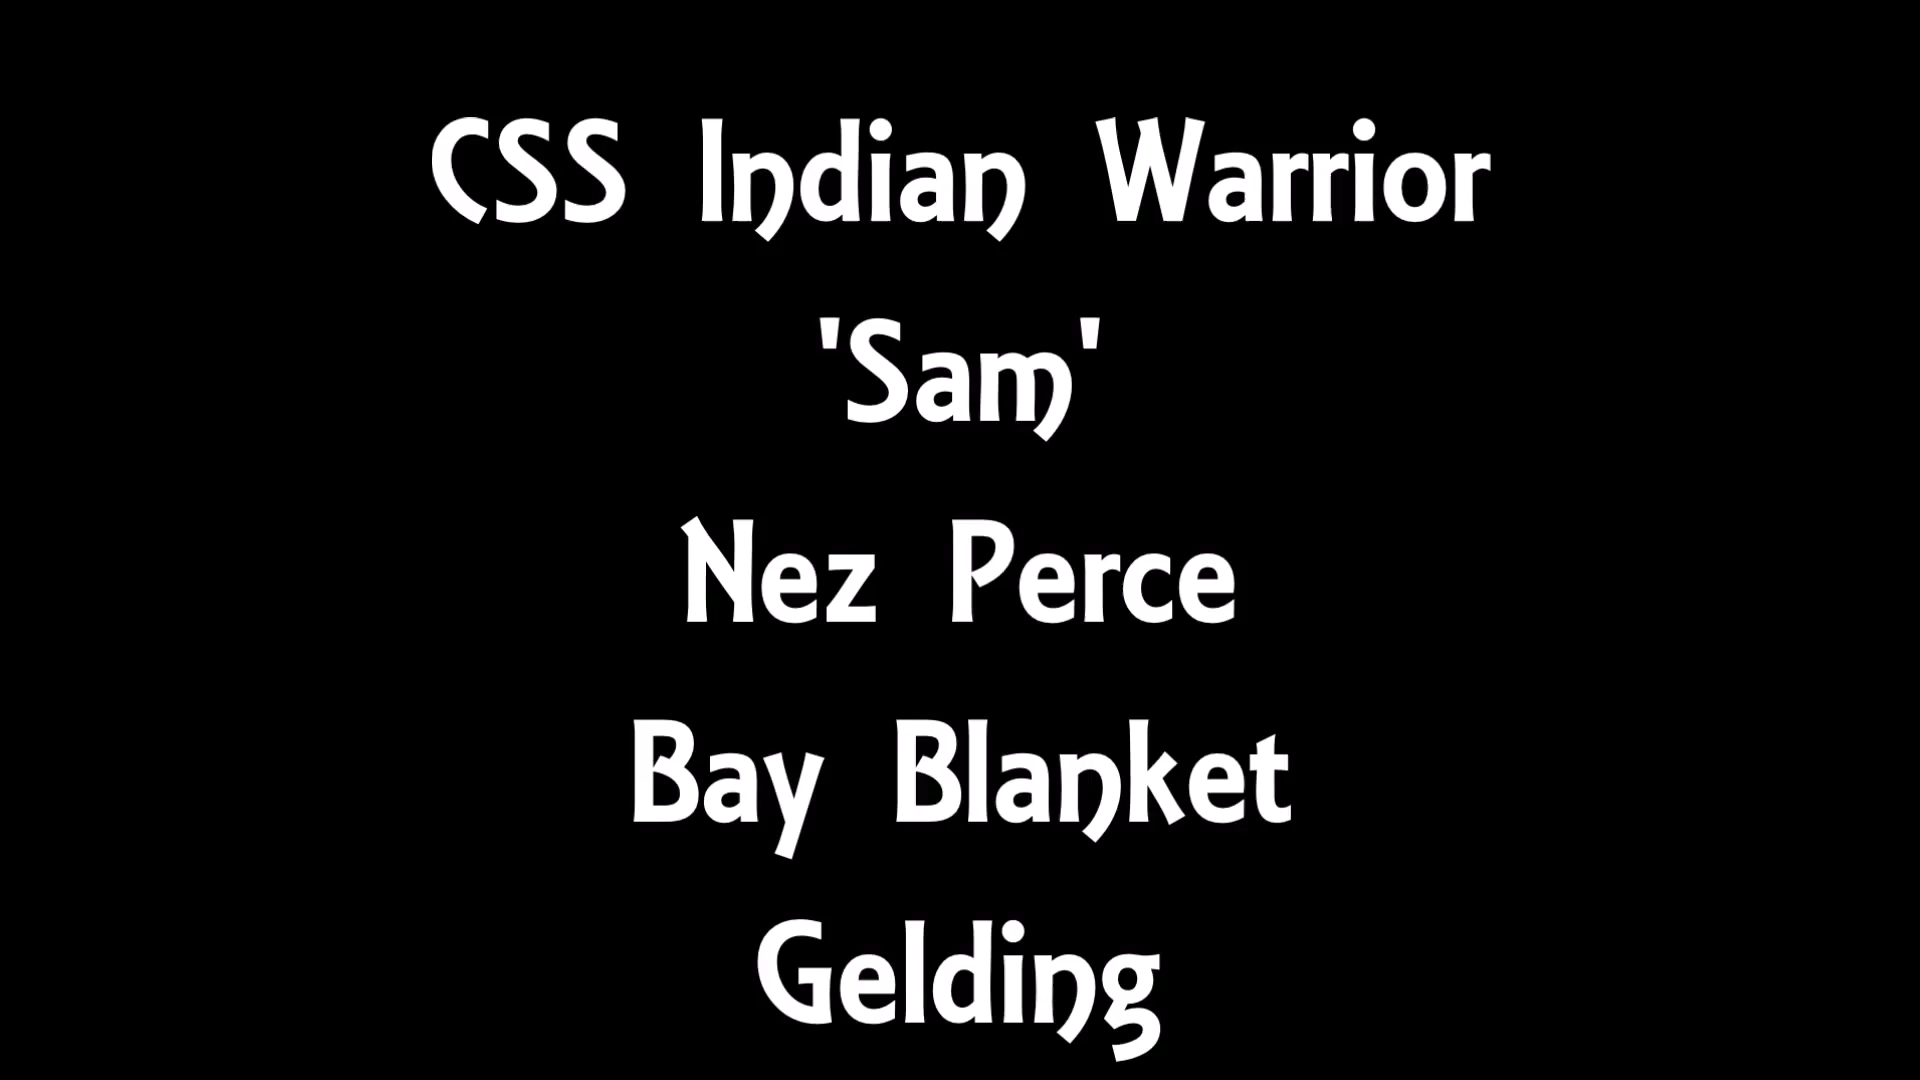 CSS Indian Warrior
'Sam'
Nez Perce
Bay Blanket
Gelding